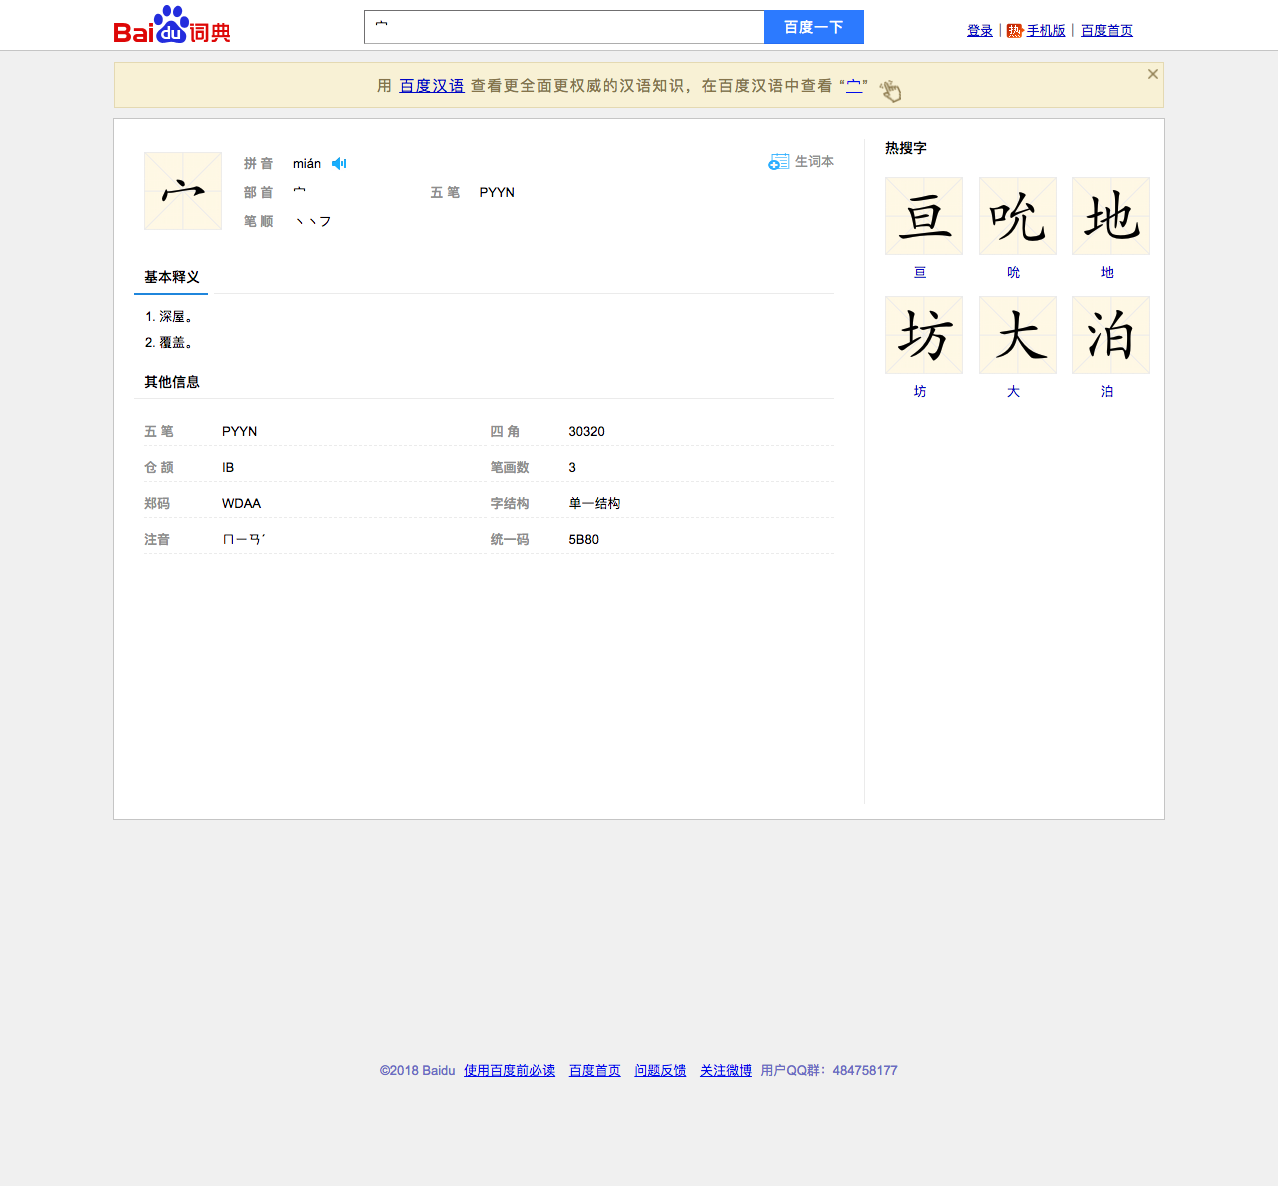 Baidu词典 宀 百度一下 登录 | 热 手机版 | 百度首页
用 百度汉语 查看更全面更权威的汉语知识，在百度汉语中查看 “宀”
宀
拼 音 mián 生词本
部 首 宀 五 笔 PYYN
笔 顺 丶丶フ
基本释义
1. 深屋。
2. 覆盖。
其他信息
五 笔 PYYN 四 角 30320
仓 颉 IB 笔画数 3
郑码 WDAA 字结构 单一结构
注音 ㄇㄧㄢˊ 统一码 5B80
热搜字
亘 吮 地
亘 吮 地
坊 大 泊
坊 大 泊
©2018 Baidu 使用百度前必读 百度首页 问题反馈 关注微博 用户QQ群：484758177